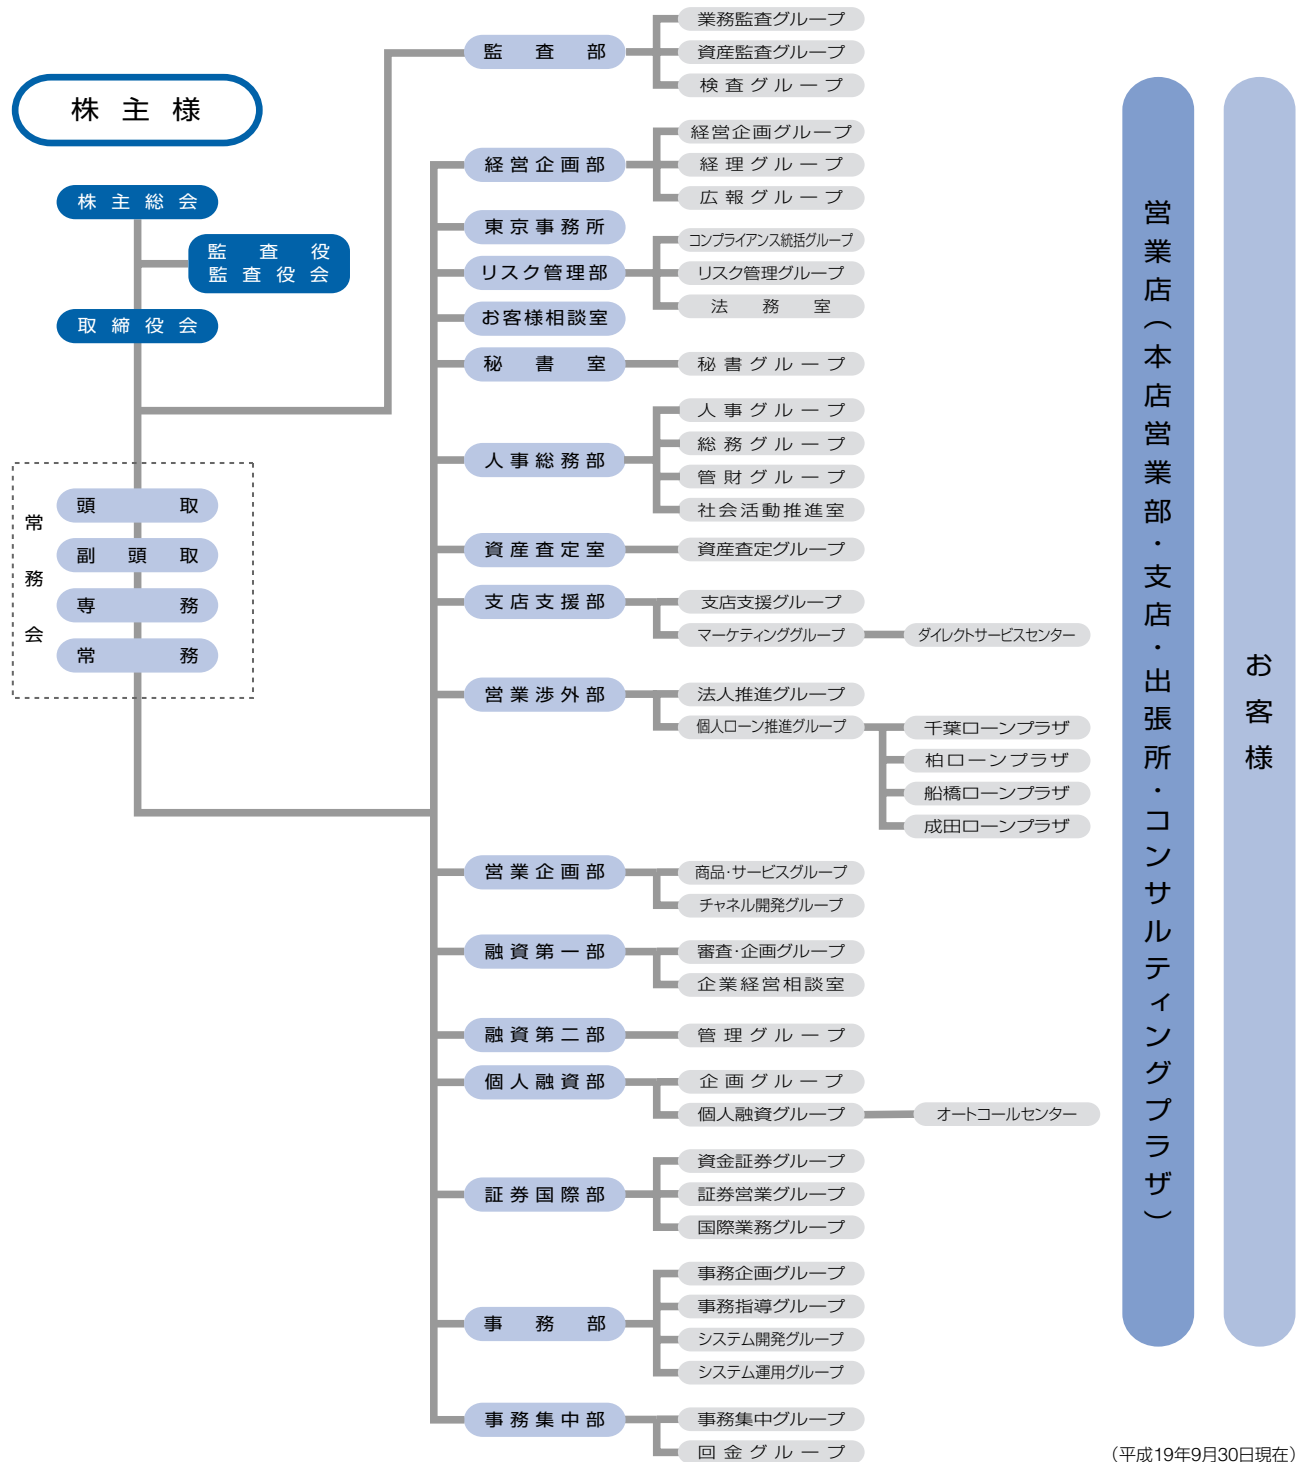 株主様
株主総会
監査役
監査役会
取締役会
常務会
頭取
副頭取
専務
常務
監査部
業務監査グループ
資産監査グループ
検査グループ
経営企画部
経営企画グループ
経理グループ
広報グループ
東京事務所
リスク管理部
コンプライアンス統括グループ
リスク管理グループ
法務室
お客様相談室
秘書室
秘書グループ
人事総務部
人事グループ
総務グループ
管財グループ
社会活動推進室
資産査定室
資産査定グループ
支店支援部
支店支援グループ
マーケティンググループ
ダイレクトサービスセンター
営業渉外部
法人推進グループ
個人ローン推進グループ
千葉ローンプラザ
柏ローンプラザ
船橋ローンプラザ
成田ローンプラザ
営業企画部
商品・サービスグループ
チャネル開発グループ
融資第一部
審査・企画グループ
企業経営相談室
融資第二部
管理グループ
個人融資部
企画グループ
個人融資グループ
オートコールセンター
証券国際部
資金証券グループ
証券営業グループ
国際業務グループ
事務部
事務企画グループ
事務指導グループ
システム開発グループ
システム運用グループ
事務集中部
事務集中グループ
回金グループ
営業店（本店営業部・支店・出張所・コンサルティングプラザ）
お客様
（平成19年9月30日現在）